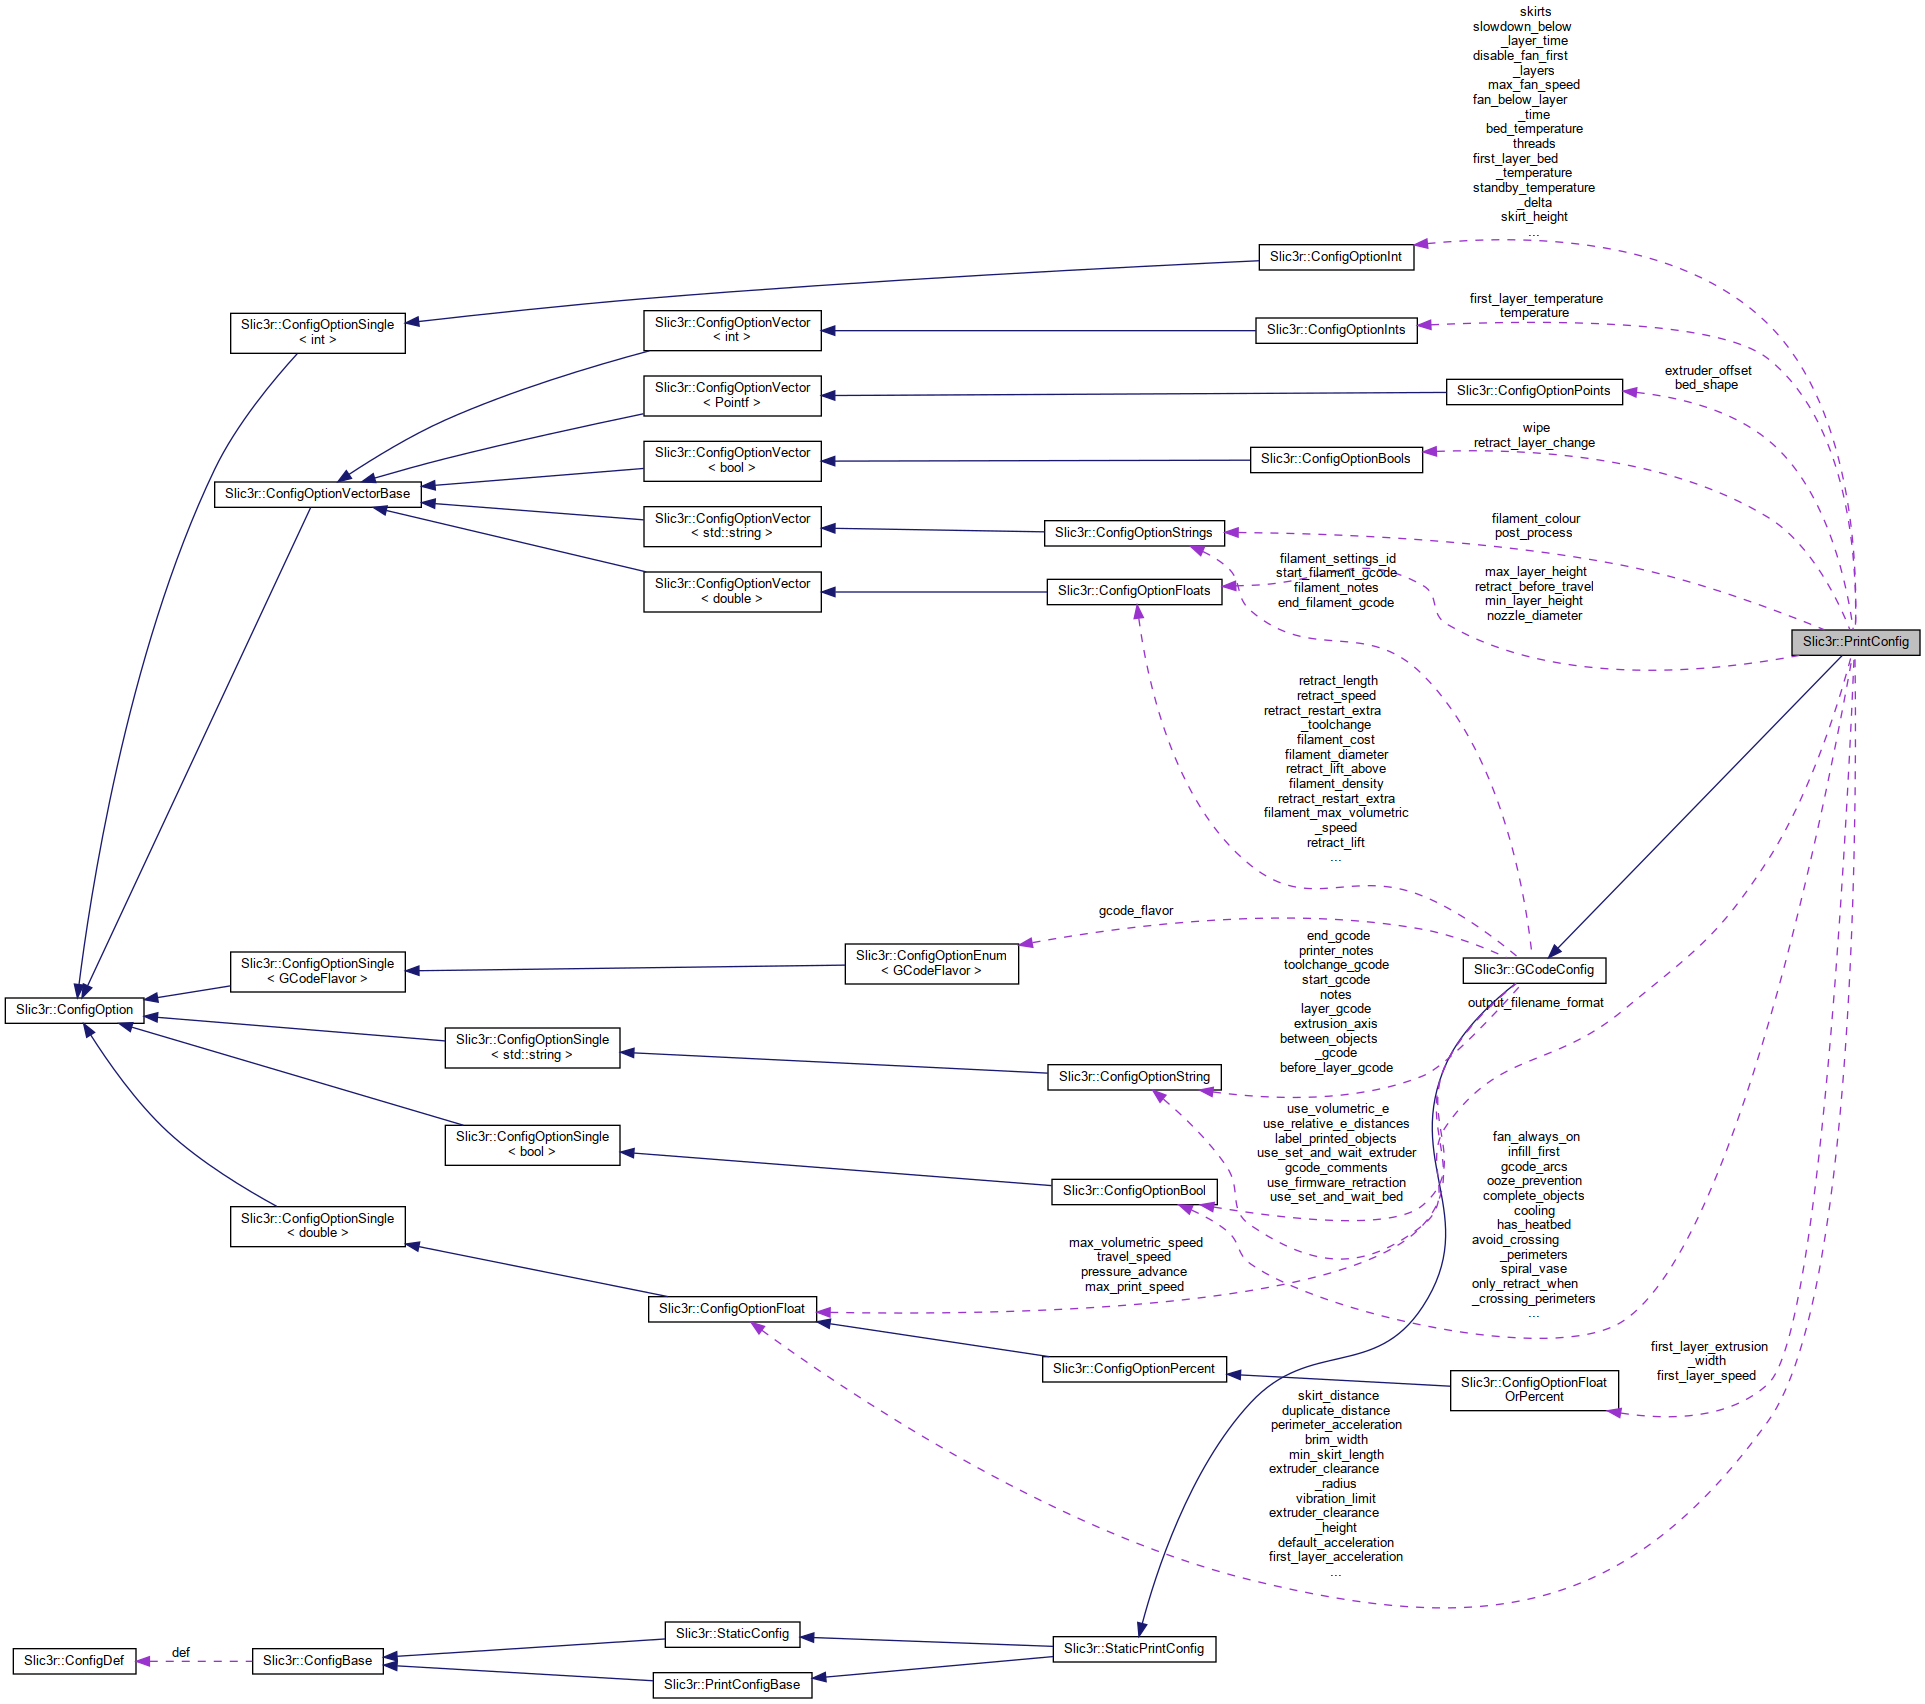 skirts
slowdown_below
_layer_time
disable_fan_first
_layers
max_fan_speed
fan_below_layer
_time
bed_temperature
threads
first_layer_bed
_temperature
standby_temperature
_delta
skirt_height
...
Slic3r::ConfigOptionInt
first_layer_temperature
temperature
Slic3r::ConfigOptionSingle
< int >
Slic3r::ConfigOptionVector
< int >
Slic3r::ConfigOptionInts
extruder_offset
bed_shape
Slic3r::ConfigOptionVector
< Pointf >
Slic3r::ConfigOptionPoints
wipe
retract_layer_change
Slic3r::ConfigOptionVector
< bool >
Slic3r::ConfigOptionBools
Slic3r::ConfigOptionVectorBase
Slic3r::ConfigOptionVector
< std::string >
Slic3r::ConfigOptionStrings
filament_colour
post_process
filament_settings_id
start_filament_gcode
filament_notes
end_filament_gcode
max_layer_height
retract_before_travel
min_layer_height
nozzle_diameter
Slic3r::ConfigOptionVector
< double >
Slic3r::ConfigOptionFloats
Slic3r::PrintConfig
retract_length
retract_speed
retract_restart_extra
_toolchange
filament_cost
filament_diameter
retract_lift_above
filament_density
retract_restart_extra
filament_max_volumetric
_speed
retract_lift
...
gcode_flavor
Slic3r::ConfigOptionSingle
< GCodeFlavor >
Slic3r::ConfigOptionEnum
< GCodeFlavor >
end_gcode
printer_notes
toolchange_gcode
start_gcode
notes
layer_gcode
extrusion_axis
between_objects
_gcode
before_layer_gcode
Slic3r::GCodeConfig
output_filename_format
Slic3r::ConfigOption
Slic3r::ConfigOptionSingle
< std::string >
Slic3r::ConfigOptionString
use_volumetric_e
use_relative_e_distances
label_printed_objects
use_set_and_wait_extruder
gcode_comments
use_firmware_retraction
use_set_and_wait_bed
Slic3r::ConfigOptionSingle
< bool >
Slic3r::ConfigOptionBool
fan_always_on
infill_first
gcode_arcs
ooze_prevention
complete_objects
cooling
has_heatbed
avoid_crossing
_perimeters
spiral_vase
only_retract_when
_crossing_perimeters
...
Slic3r::ConfigOptionSingle
< double >
max_volumetric_speed
travel_speed
pressure_advance
max_print_speed
Slic3r::ConfigOptionFloat
Slic3r::ConfigOptionPercent
first_layer_extrusion
_width
first_layer_speed
Slic3r::ConfigOptionFloat
OrPercent
skirt_distance
duplicate_distance
perimeter_acceleration
brim_width
min_skirt_length
extruder_clearance
_radius
vibration_limit
extruder_clearance
_height
default_acceleration
first_layer_acceleration
...
Slic3r::ConfigDef
def
Slic3r::ConfigBase
Slic3r::StaticConfig
Slic3r::PrintConfigBase
Slic3r::StaticPrintConfig